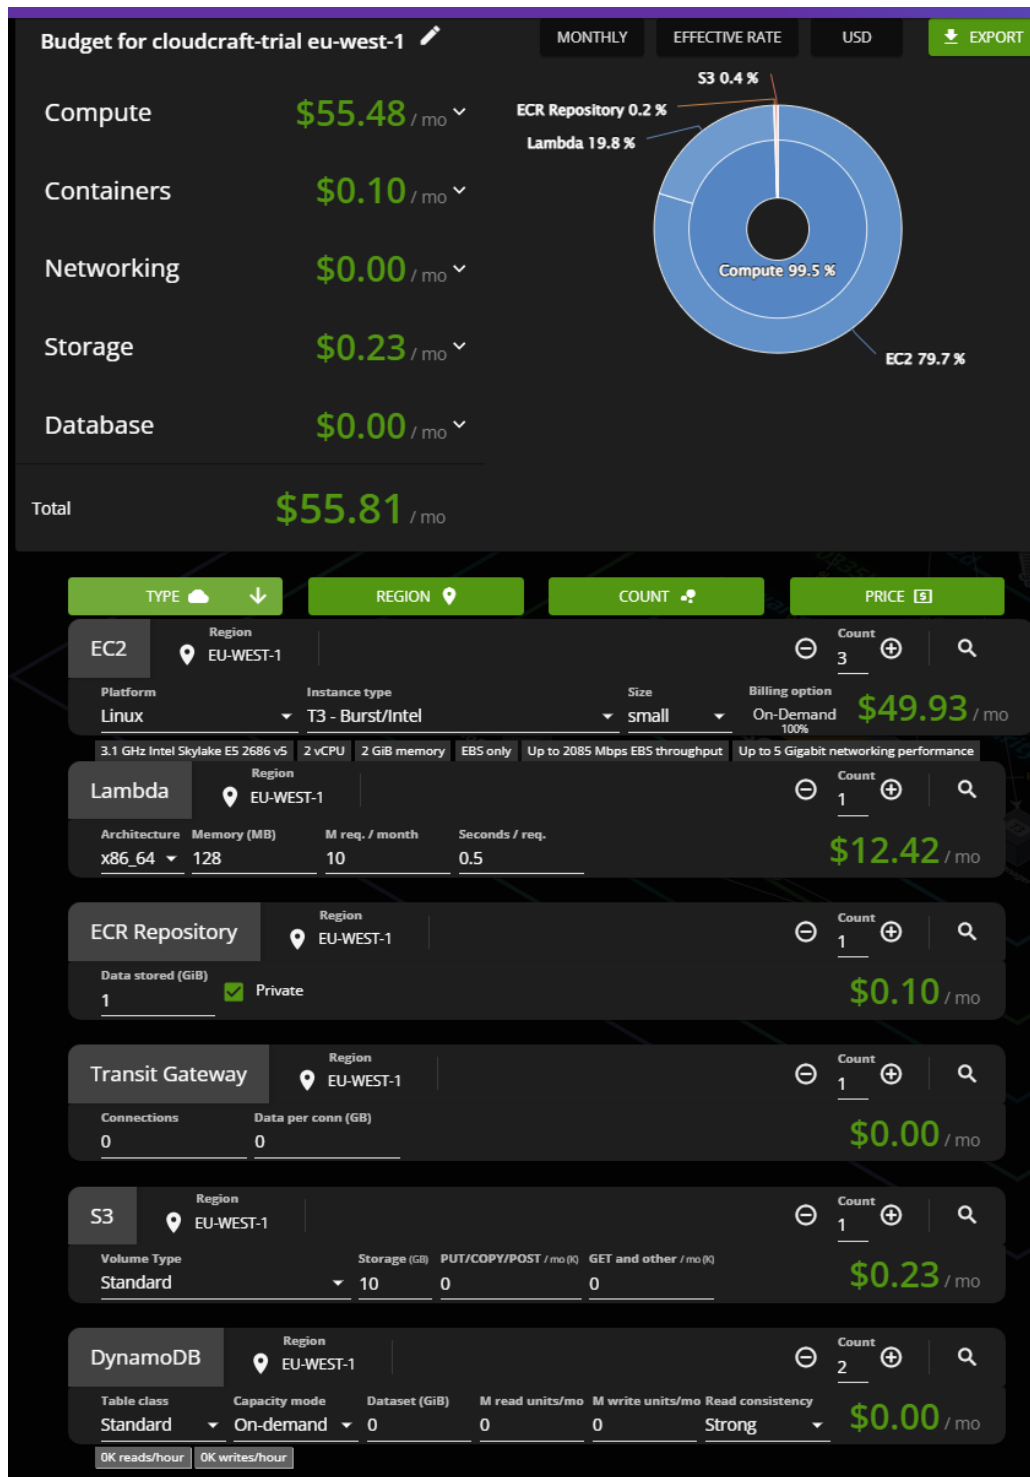 Budget for cloudcraft-trial eu-west-1
MONTHLY
EFFECTIVE RATE
USD
EXPORT
Compute $55.48 / mo
Containers $0.10 / mo
Networking $0.00 / mo
Storage $0.23 / mo
Database $0.00 / mo
Total $55.81 / mo
S3 0.4 %
ECR Repository 0.2 %
Lambda 19.8 %
Compute 99.5 %
EC2 79.7 %
TYPE
REGION
COUNT
PRICE
EC2
Region
EU-WEST-1
Count
3
Platform
Linux
Instance type
T3 - Burst/Intel
Size
small
Billing option
On-Demand
100%
$49.93 / mo
3.1 GHz Intel Skylake E5 2686 v5
2 vCPU
2 GiB memory
EBS only
Up to 2085 Mbps EBS throughput
Up to 5 Gigabit networking performance
Lambda
Region
EU-WEST-1
Count
1
Architecture
x86_64
Memory (MB)
128
M req. / month
10
Seconds / req.
0.5
$12.42 / mo
ECR Repository
Region
EU-WEST-1
Count
1
Data stored (GiB)
1
Private
$0.10 / mo
Transit Gateway
Region
EU-WEST-1
Count
1
Connections
0
Data per conn (GB)
0
$0.00 / mo
S3
Region
EU-WEST-1
Count
1
Volume Type
Standard
Storage (GB)
10
PUT/COPY/POST / mo (K)
0
GET and other / mo (K)
0
$0.23 / mo
DynamoDB
Region
EU-WEST-1
Count
2
Table class
Standard
Capacity mode
On-demand
Dataset (GiB)
0
M read units/mo
0
M write units/mo
0
Read consistency
Strong
$0.00 / mo
0K reads/hour
0K writes/hour